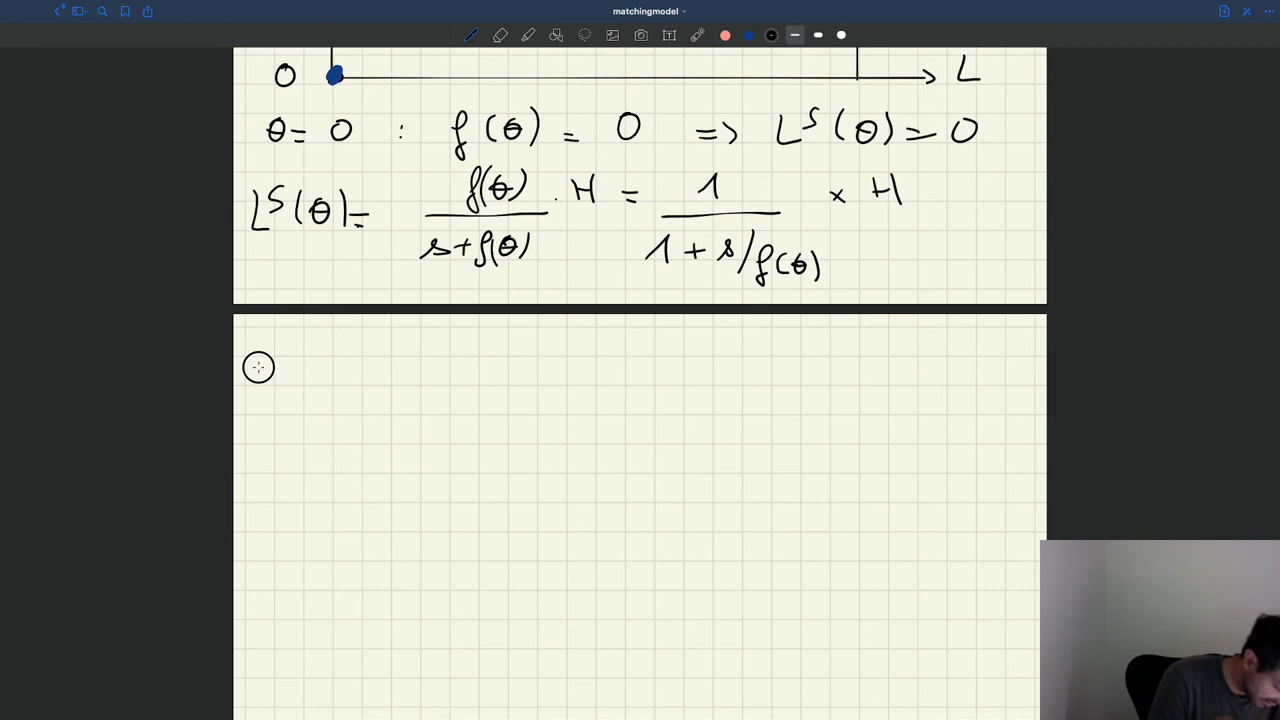 matchingmodel
0 L
θ = 0 : f(θ) = 0 => L^S(θ) = 0
L^S(θ) = f(θ)/(s+f(θ)) . H = 1/(1 + s/f(θ)) x H